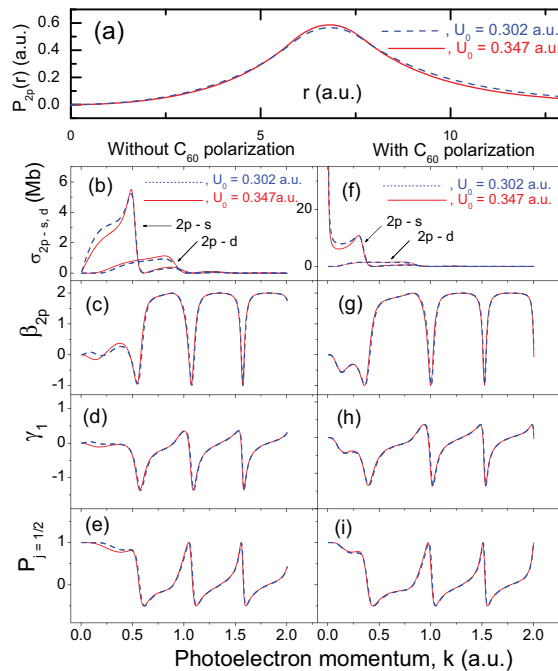 (a)
P2p(r) (a.u.)
0.6
0.4
0.2
0.0
, U0 = 0.302 a.u.
, U0 = 0.347 a.u.
r (a.u.)
0 5 10
Without C60 polarization
With C60 polarization
(b)
σ2p - s, d (Mb)
6
4
2
0
, U0 = 0.302 a.u.
, U0 = 0.347a.u.
2p - s
2p - d
(f)
20
0
, U0 = 0.302 a.u.
, U0 = 0.347 a.u.
2p - s
2p - d
(c)
β2p
2
1
0
-1
(g)
(d)
γ1
1
0
-1
(h)
(e)
Pj = 1/2
1
0
(i)
0.0 0.5 1.0 1.5 2.0
0.0 0.5 1.0 1.5 2.0
Photoelectron momentum, k (a.u.)